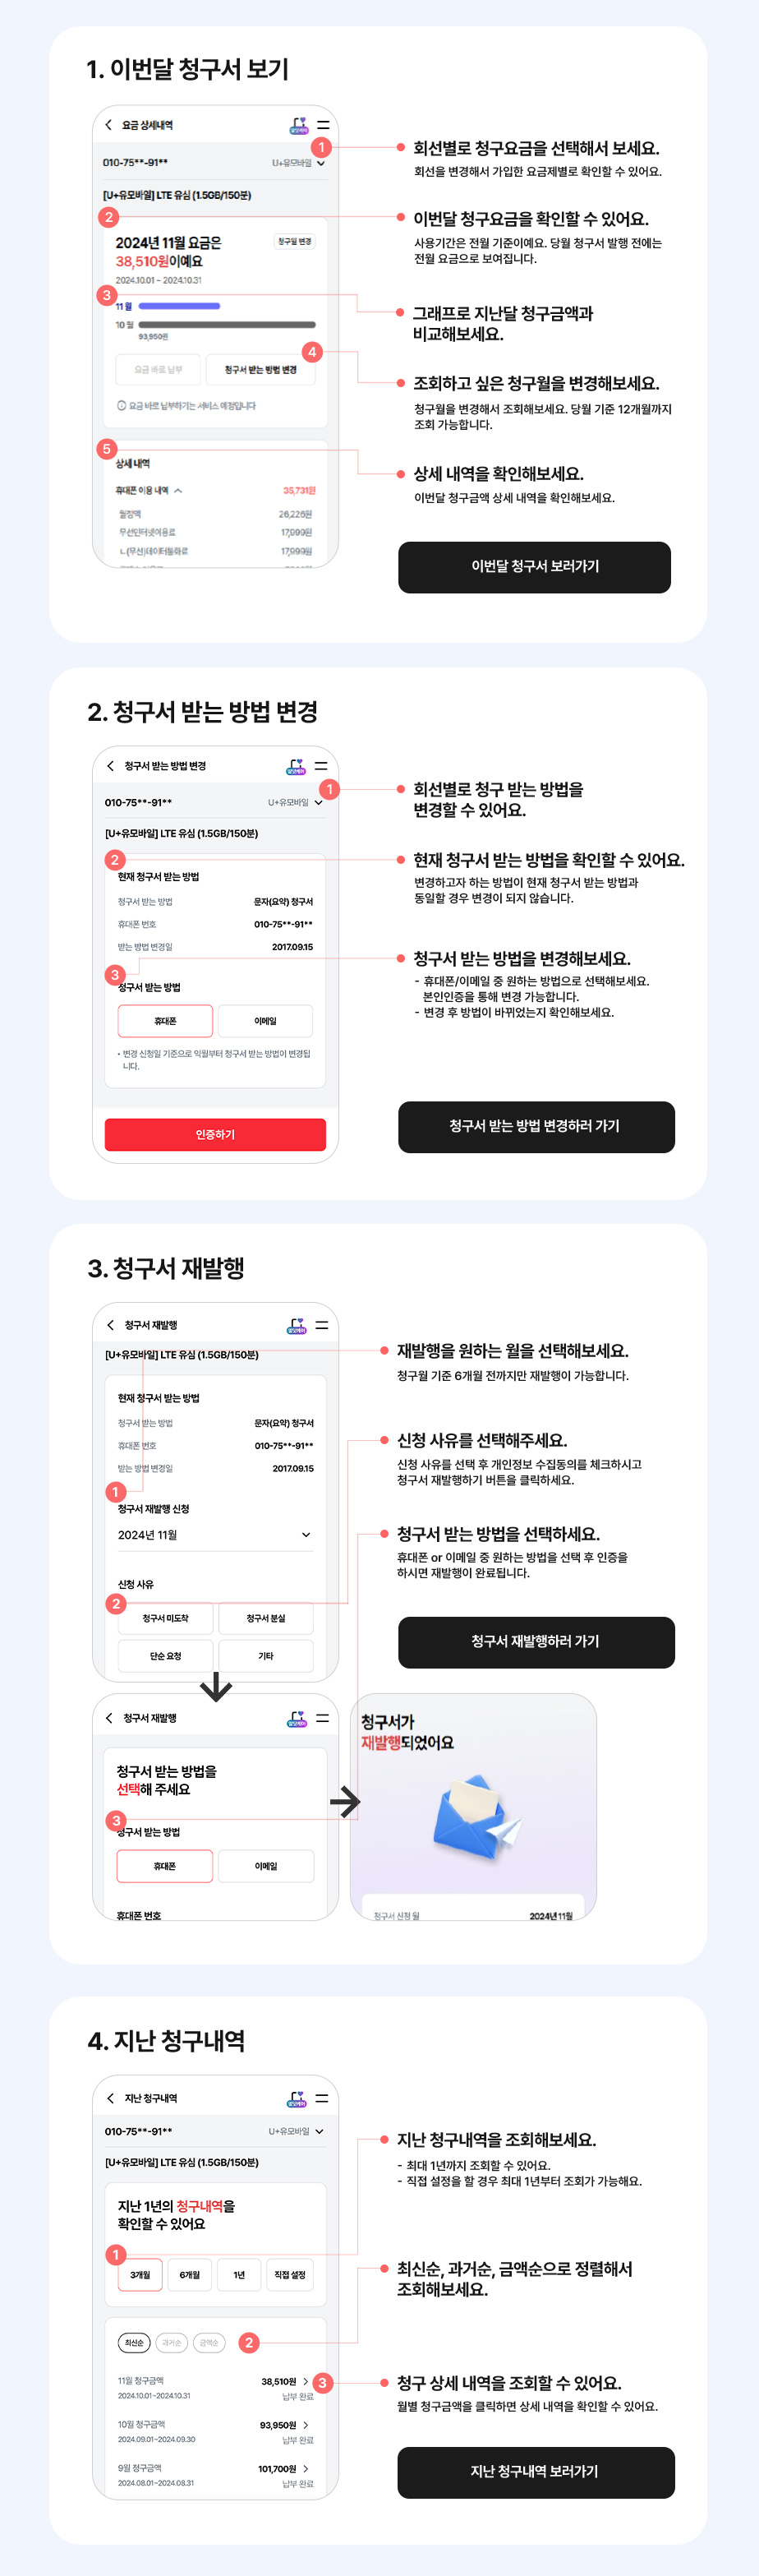 1. 이번달 청구서 보기
요금 상세내역
010-75**-91**
U+유모바일
[U+유모바일] LTE 유심 (1.5GB/150분)
1
2
2024년 11월 요금은
청구월 변경
38,510원이예요
2024.10.01 ~ 2024.10.31
3
11월
10월
93,950원
4
요금 바로 납부
청구서 받는 방법 변경
요금 바로 납부하기는 서비스 예정입니다
5
상세 내역
휴대폰 이용 내역
35,731원
월정액
26,226원
무선인터넷이용료
17,999원
ㄴ(무선)데이터통화료
17,999원
회선별로 청구요금을 선택해서 보세요.
회선을 변경해서 가입한 요금제별로 확인할 수 있어요.
이번달 청구요금을 확인할 수 있어요.
사용기간은 전월 기준이예요. 당월 청구서 발행 전에는
전월 요금으로 보여집니다.
그래프로 지난달 청구금액과
비교해보세요.
조회하고 싶은 청구월을 변경해보세요.
청구월을 변경해서 조회해보세요. 당월 기준 12개월까지
조회 가능합니다.
상세 내역을 확인해보세요.
이번달 청구금액 상세 내역을 확인해보세요.
이번달 청구서 보러가기
2. 청구서 받는 방법 변경
청구서 받는 방법 변경
1
010-75**-91**
U+유모바일
[U+유모바일] LTE 유심 (1.5GB/150분)
2
현재 청구서 받는 방법
청구서 받는 방법
문자(요약) 청구서
휴대폰 번호
010-75**-91**
받는 방법 변경일
2017.09.15
3
청구서 받는 방법
휴대폰
이메일
• 변경 신청일 기준으로 익월부터 청구서 받는 방법이 변경됩
니다.
인증하기
회선별로 청구 받는 방법을
변경할 수 있어요.
현재 청구서 받는 방법을 확인할 수 있어요.
변경하고자 하는 방법이 현재 청구서 받는 방법과
동일할 경우 변경이 되지 않습니다.
청구서 받는 방법을 변경해보세요.
- 휴대폰/이메일 중 원하는 방법으로 선택해보세요.
본인인증을 통해 변경 가능합니다.
- 변경 후 방법이 바뀌었는지 확인해보세요.
청구서 받는 방법 변경하러 가기
3. 청구서 재발행
청구서 재발행
[U+유모바일] LTE 유심 (1.5GB/150분)
현재 청구서 받는 방법
청구서 받는 방법
문자(요약) 청구서
휴대폰 번호
010-75**-91**
받는 방법 변경일
2017.09.15
1
청구서 재발행 신청
2024년 11월
신청 사유
2
청구서 미도착
청구서 분실
단순 요청
기타
재발행을 원하는 월을 선택해보세요.
청구월 기준 6개월 전까지만 재발행이 가능합니다.
신청 사유를 선택해주세요.
신청 사유를 선택 후 개인정보 수집동의를 체크하시고
청구서 재발행하기 버튼을 클릭하세요.
청구서 받는 방법을 선택하세요.
휴대폰 or 이메일 중 원하는 방법을 선택 후 인증을
하시면 재발행이 완료됩니다.
청구서 재발행하러 가기
청구서 재발행
청구서 받는 방법을
선택해 주세요
3
청구서 받는 방법
휴대폰
이메일
휴대폰 번호
청구서가
재발행되었어요
청구서 신청 월
2024년 11월
4. 지난 청구내역
지난 청구내역
010-75**-91**
U+유모바일
[U+유모바일] LTE 유심 (1.5GB/150분)
지난 1년의 청구내역을
확인할 수 있어요
1
3개월
6개월
1년
직접 설정
최신순
과거순
금액순
2
11월 청구금액
38,510원
3
2024.10.01~2024.10.31
납부 완료
10월 청구금액
93,950원
2024.09.01~2024.09.30
납부 완료
9월 청구금액
101,700원
2024.08.01~2024.08.31
납부 완료
지난 청구내역을 조회해보세요.
- 최대 1년까지 조회할 수 있어요.
- 직접 설정을 할 경우 최대 1년부터 조회가 가능해요.
최신순, 과거순, 금액순으로 정렬해서
조회해보세요.
청구 상세 내역을 조회할 수 있어요.
월별 청구금액을 클릭하면 상세 내역을 확인할 수 있어요.
지난 청구내역 보러가기